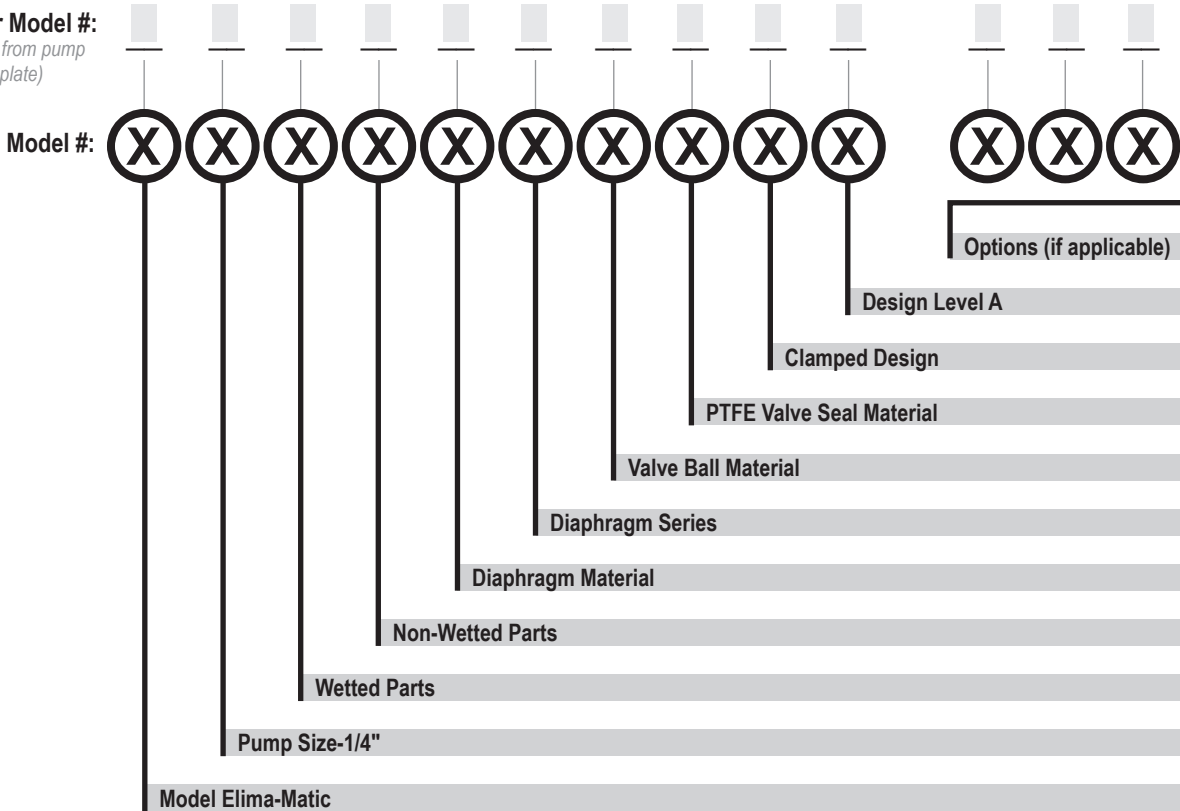 r Model #:
from pump
plate)
Model #:
X X X X X X X X X X X X X
Options (if applicable)
Design Level A
Clamped Design
PTFE Valve Seal Material
Valve Ball Material
Diaphragm Series
Diaphragm Material
Non-Wetted Parts
Wetted Parts
Pump Size-1/4"
Model Elima-Matic